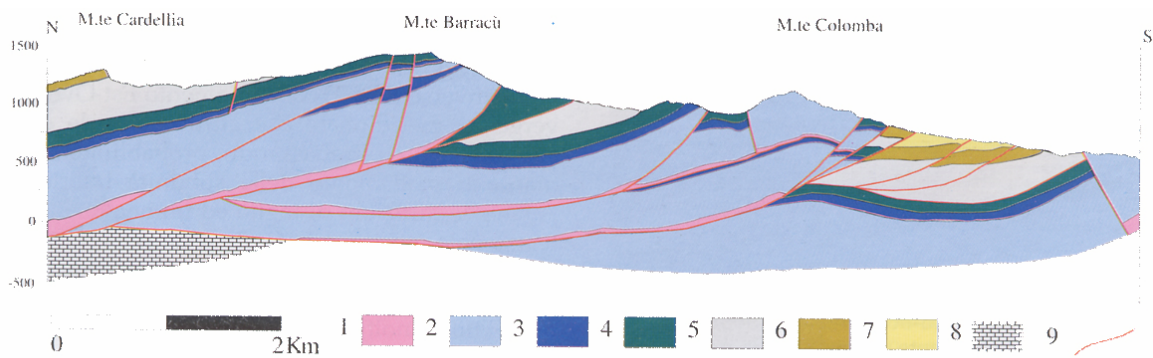 M.te Cardellia
M.te Barracù
M.te Colomba
N
S
1500
1000
500
0
-500
1 2 3 4 5 6 7 8 9
0 2Km